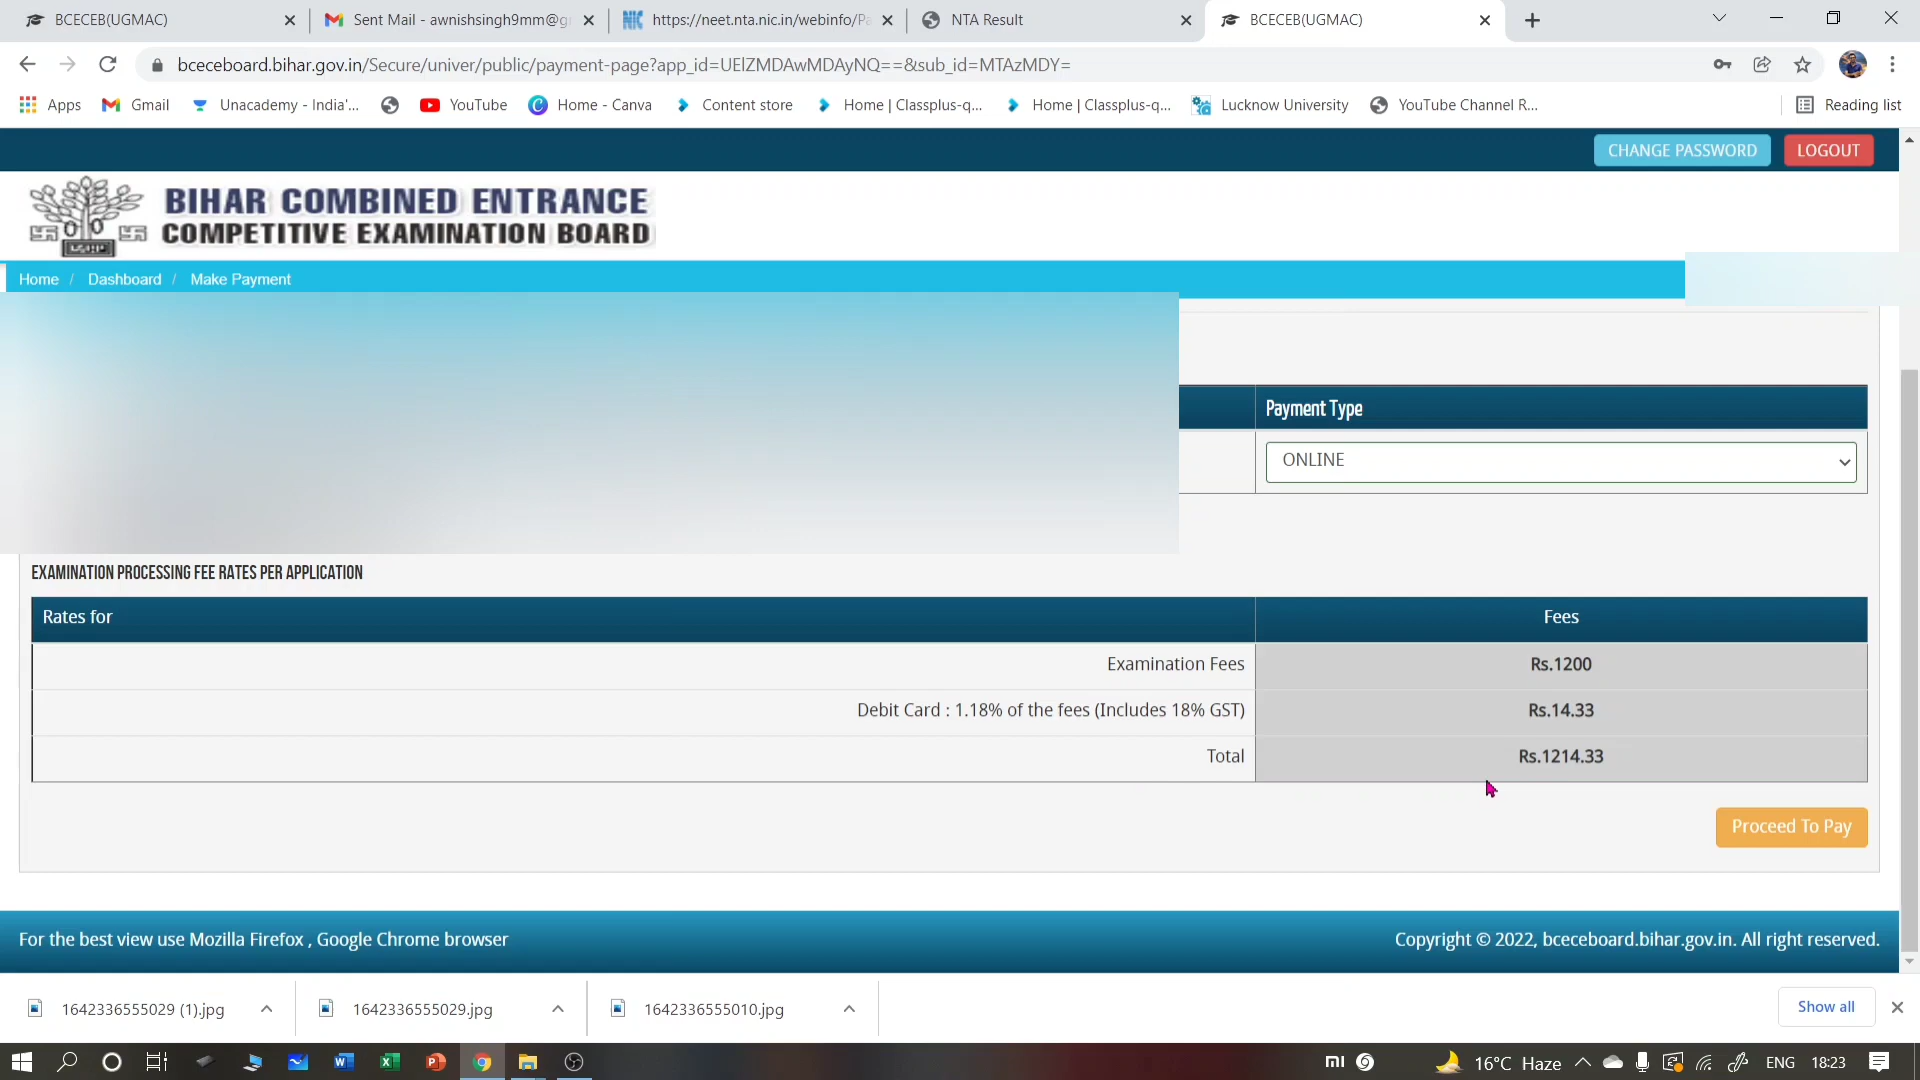 BCECEB(UGMAC)
Sent Mail - awnishsingh9mm@g
https://neet.nta.nic.in/webinfo/Pa
NTA Result
BCECEB(UGMAC)
bceceboard.bihar.gov.in/Secure/univer/public/payment-page?app_id=UElZMDAwMDAyNQ==&sub_id=MTAzMDY=
Apps
Gmail
Unacademy - India'...
YouTube
Home - Canva
Content store
Home | Classplus-q...
Home | Classplus-q...
Lucknow University
YouTube Channel R...
Reading list
CHANGE PASSWORD
LOGOUT
BIHAR COMBINED ENTRANCE
COMPETITIVE EXAMINATION BOARD
Home / Dashboard / Make Payment
Payment Type
ONLINE
EXAMINATION PROCESSING FEE RATES PER APPLICATION
Rates for Fees
Examination Fees Rs.1200
Debit Card : 1.18% of the fees (Includes 18% GST) Rs.14.33
Total Rs.1214.33
Proceed To Pay
For the best view use Mozilla Firefox , Google Chrome browser
Copyright © 2022, bceceboard.bihar.gov.in. All right reserved.
1642336555029 (1).jpg
1642336555029.jpg
1642336555010.jpg
Show all
16°C Haze
ENG
18:23